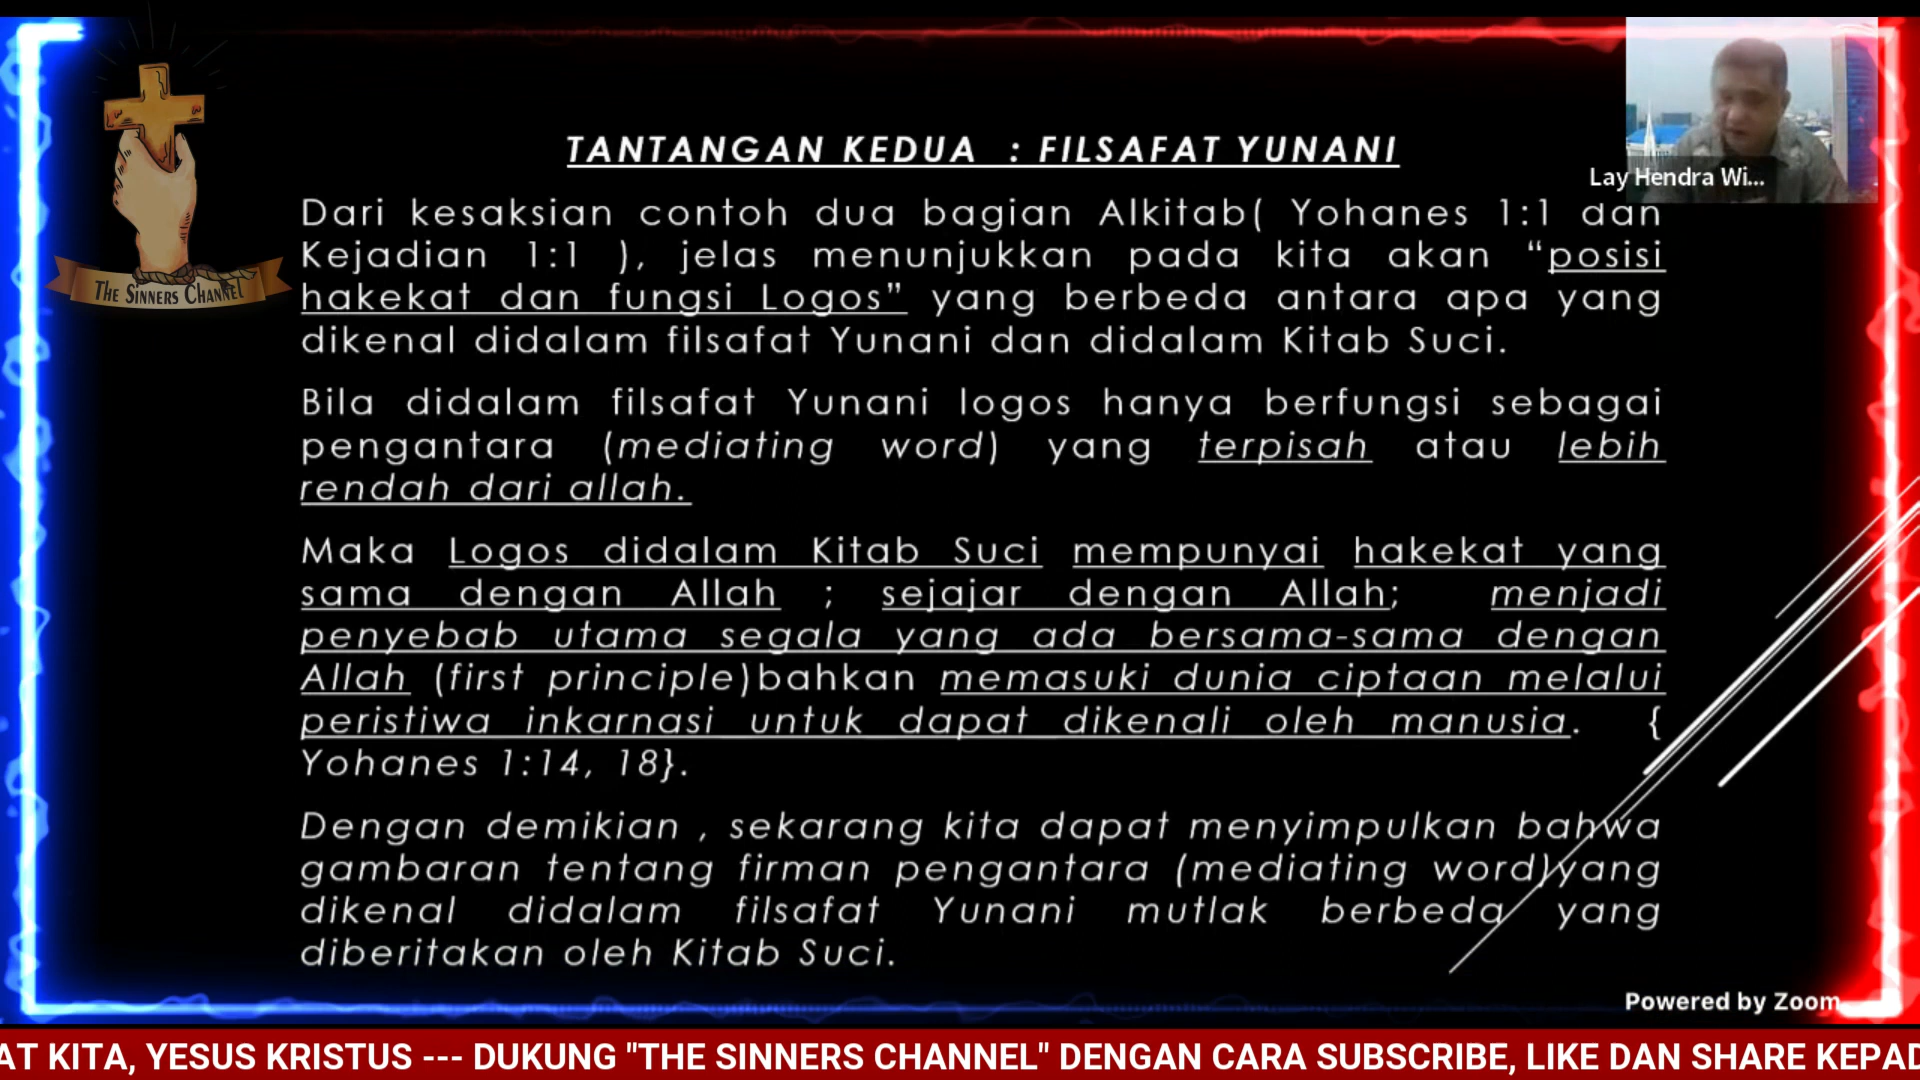 TANTANGAN KEDUA : FILSAFAT YUNANI
Lay Hendra Wi...
Dari kesaksian contoh dua bagian Alkitab( Yohanes 1:1 dan
Kejadian 1:1 ), jelas menunjukkan pada kita akan “posisi
hakekat dan fungsi Logos” yang berbeda antara apa yang
dikenal didalam filsafat Yunani dan didalam Kitab Suci.
THE SINNERS CHANNEL
Bila didalam filsafat Yunani logos hanya berfungsi sebagai
pengantara (mediating word) yang terpisah atau lebih
rendah dari allah.
Maka Logos didalam Kitab Suci mempunyai hakekat yang
sama dengan Allah ; sejajar dengan Allah; menjadi
penyebab utama segala yang ada bersama-sama dengan
Allah (first principle)bahkan memasuki dunia ciptaan melalui
peristiwa inkarnasi untuk dapat dikenali oleh manusia. {
Yohanes 1:14, 18}.
Dengan demikian , sekarang kita dapat menyimpulkan bahwa
gambaran tentang firman pengantara (mediating word)yang
dikenal didalam filsafat Yunani mutlak berbeda yang
diberitakan oleh Kitab Suci.
Powered by Zoom
AT KITA, YESUS KRISTUS --- DUKUNG "THE SINNERS CHANNEL" DENGAN CARA SUBSCRIBE, LIKE DAN SHARE KEPAD